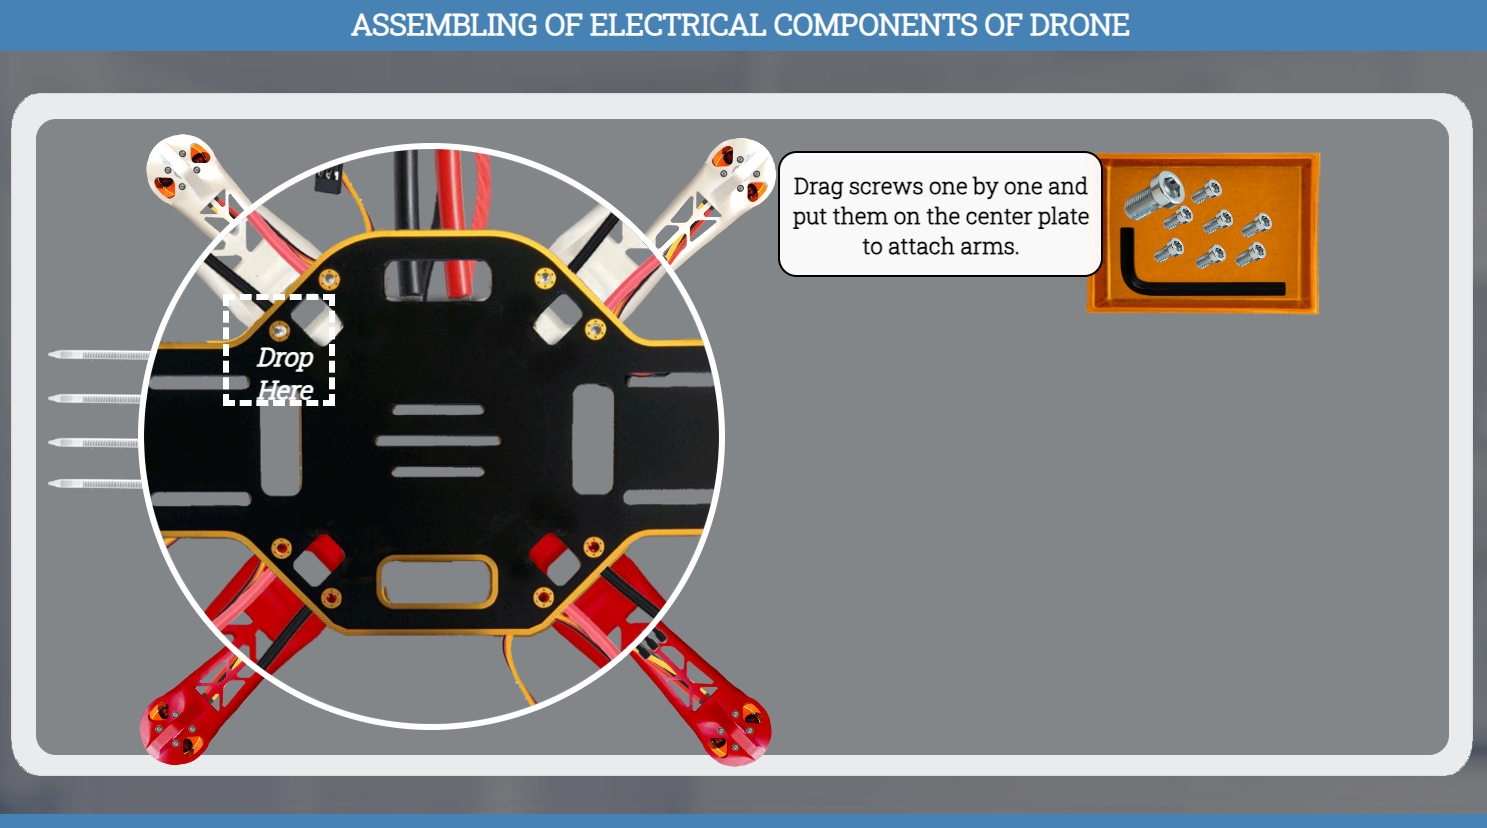 ASSEMBLING OF ELECTRICAL COMPONENTS OF DRONE
Drag screws one by one and
put them on the center plate
to attach arms.
Drop
Here